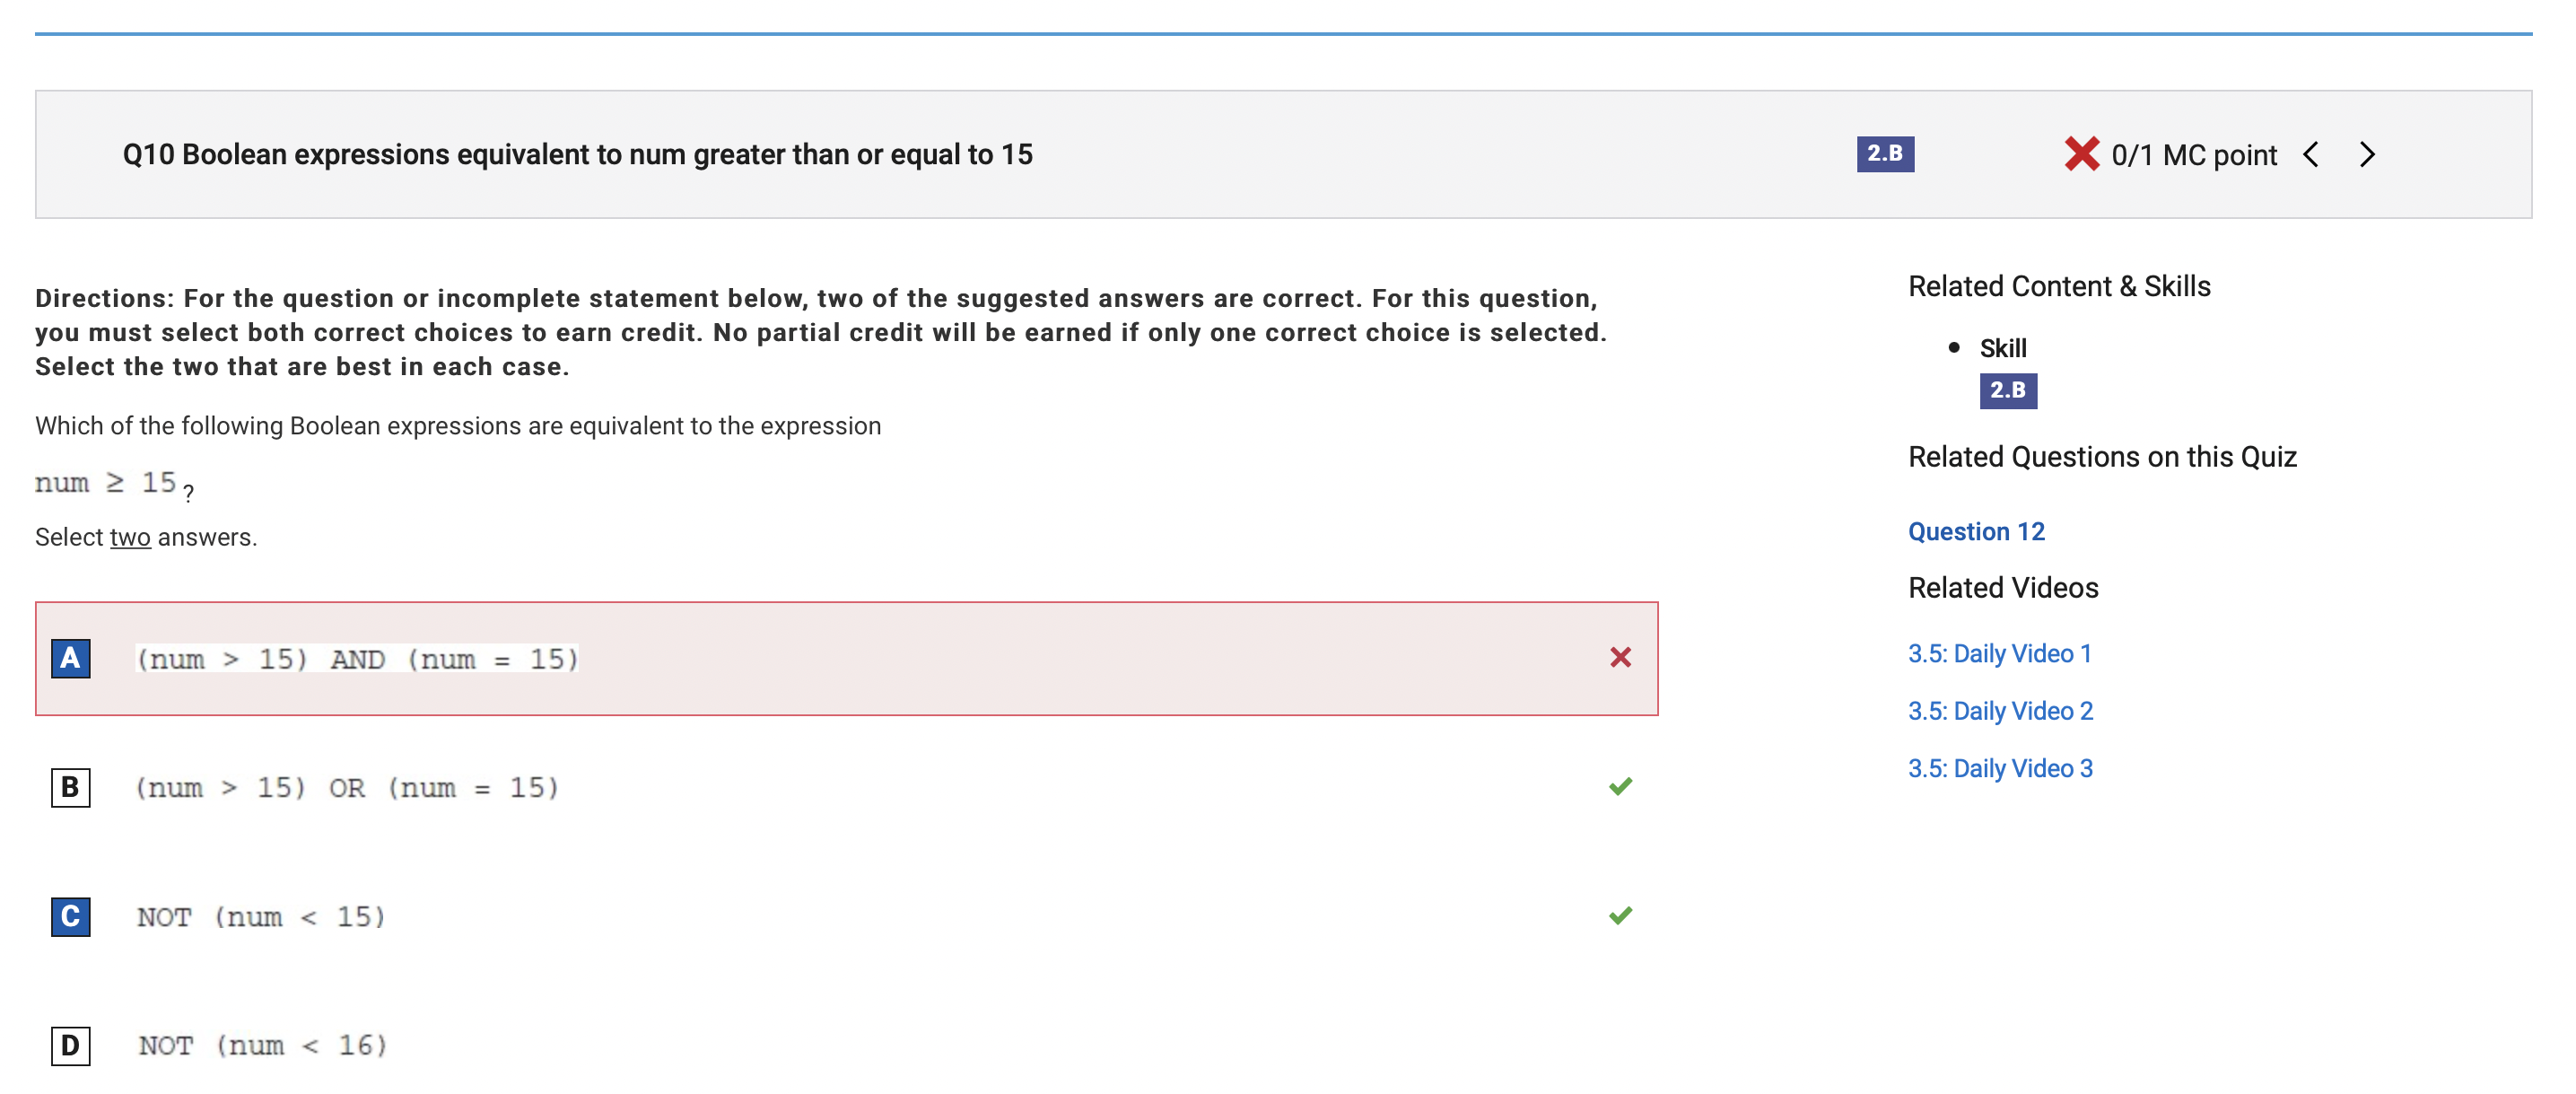 Q10 Boolean expressions equivalent to num greater than or equal to 15
2.B
0/1 MC point
Directions: For the question or incomplete statement below, two of the suggested answers are correct. For this question,
you must select both correct choices to earn credit. No partial credit will be earned if only one correct choice is selected.
Select the two that are best in each case.
Which of the following Boolean expressions are equivalent to the expression
num ≥ 15 ?
Select two answers.
A (num > 15) AND (num = 15)
B (num > 15) OR (num = 15)
C NOT (num < 15)
D NOT (num < 16)
Related Content & Skills
Skill
2.B
Related Questions on this Quiz
Question 12
Related Videos
3.5: Daily Video 1
3.5: Daily Video 2
3.5: Daily Video 3